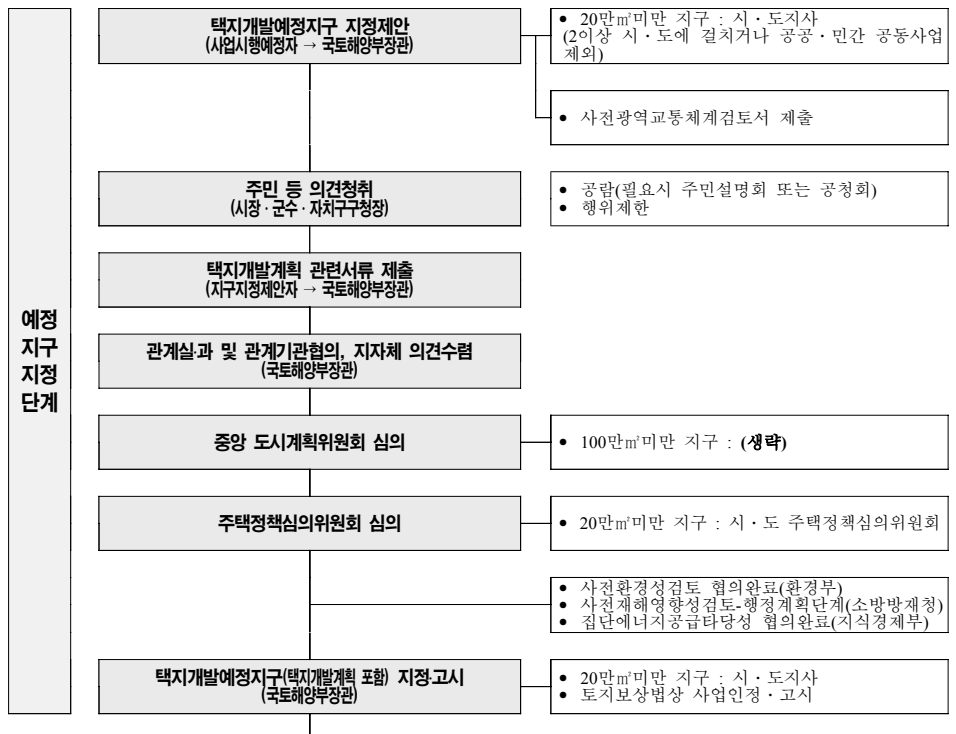 예정
지구
지정
단계
택지개발예정지구 지정제안
(사업시행예정자 → 국토해양부장관)
• 20만㎡미만 지구 : 시·도지사
(2이상 시·도에 걸치거나 공공·민간 공동사업
제외)
• 사전광역교통체계검토서 제출
주민 등 의견청취
(시장·군수·자치구구청장)
• 공람(필요시 주민설명회 또는 공청회)
• 행위제한
택지개발계획 관련서류 제출
(지구지정제안자 → 국토해양부장관)
관계실·과 및 관계기관협의, 지자체 의견수렴
(국토해양부장관)
중앙 도시계획위원회 심의
• 100만㎡미만 지구 : (생략)
주택정책심의위원회 심의
• 20만㎡미만 지구 : 시·도 주택정책심의위원회
• 사전환경성검토 협의완료(환경부)
• 사전재해영향성검토-행정계획단계(소방방재청)
• 집단에너지공급타당성 협의완료(지식경제부)
택지개발예정지구(택지개발계획 포함) 지정·고시
(국토해양부장관)
• 20만㎡미만 지구 : 시·도지사
• 토지보상법상 사업인정·고시